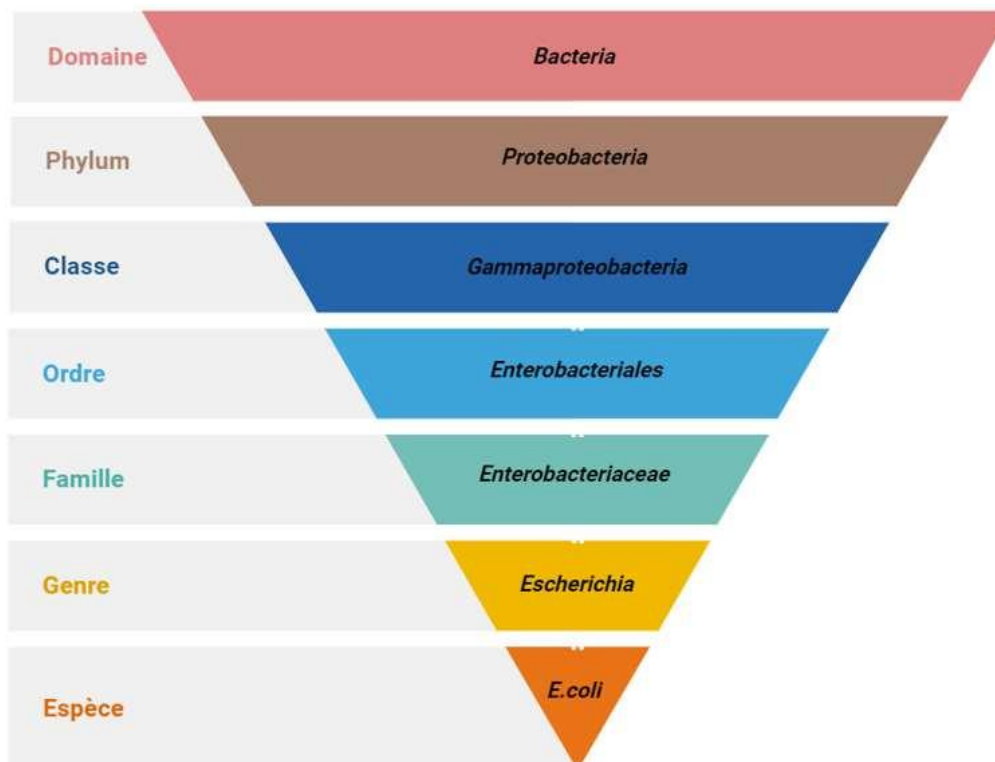 Domaine Bacteria
Phylum Proteobacteria
Classe Gammaproteobacteria
Ordre Enterobacteriales
Famille Enterobacteriaceae
Genre Escherichia
Espèce E.coli